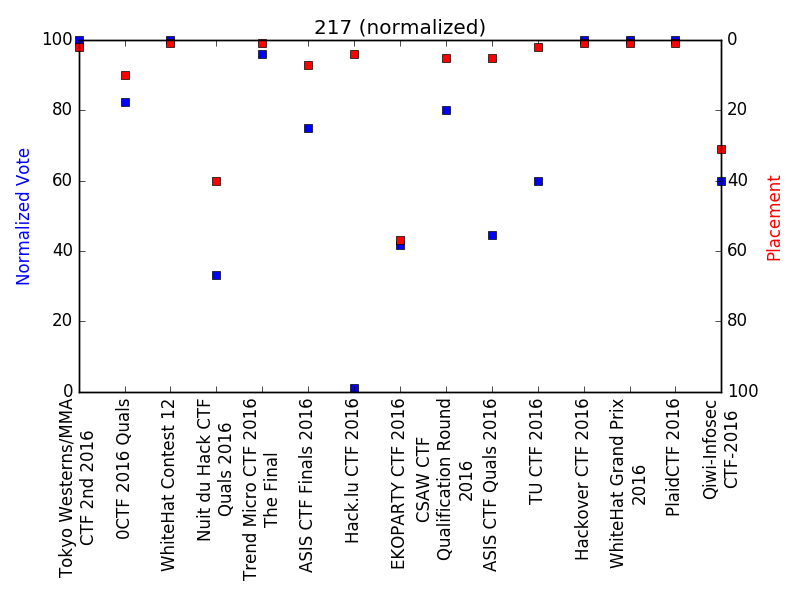 217 (normalized)
100
80
60
40
20
0
Normalized Vote
0
20
40
60
80
100
Placement
Tokyo Westerns/MMA
CTF 2nd 2016
0CTF 2016 Quals
WhiteHat Contest 12
Nuit du Hack CTF
Quals 2016
Trend Micro CTF 2016
The Final
ASIS CTF Finals 2016
Hack.lu CTF 2016
EKOPARTY CTF 2016
CSAW CTF
Qualification Round
2016
ASIS CTF Quals 2016
TU CTF 2016
Hackover CTF 2016
WhiteHat Grand Prix
2016
PlaidCTF 2016
Qiwi-Infosec
CTF-2016